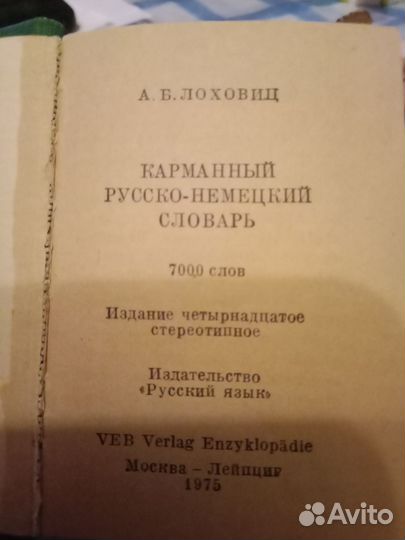 А. Б. ЛОХОВИЦ
КАРМАННЫЙ
РУССКО-НЕМЕЦКИЙ
СЛОВАРЬ
7000 слов
Издание четырнадцатое
стереотипное
Издательство
«Русский язык»
VEB Verlag Enzyklopädie
Москва – Лейпциг
1975
Avito